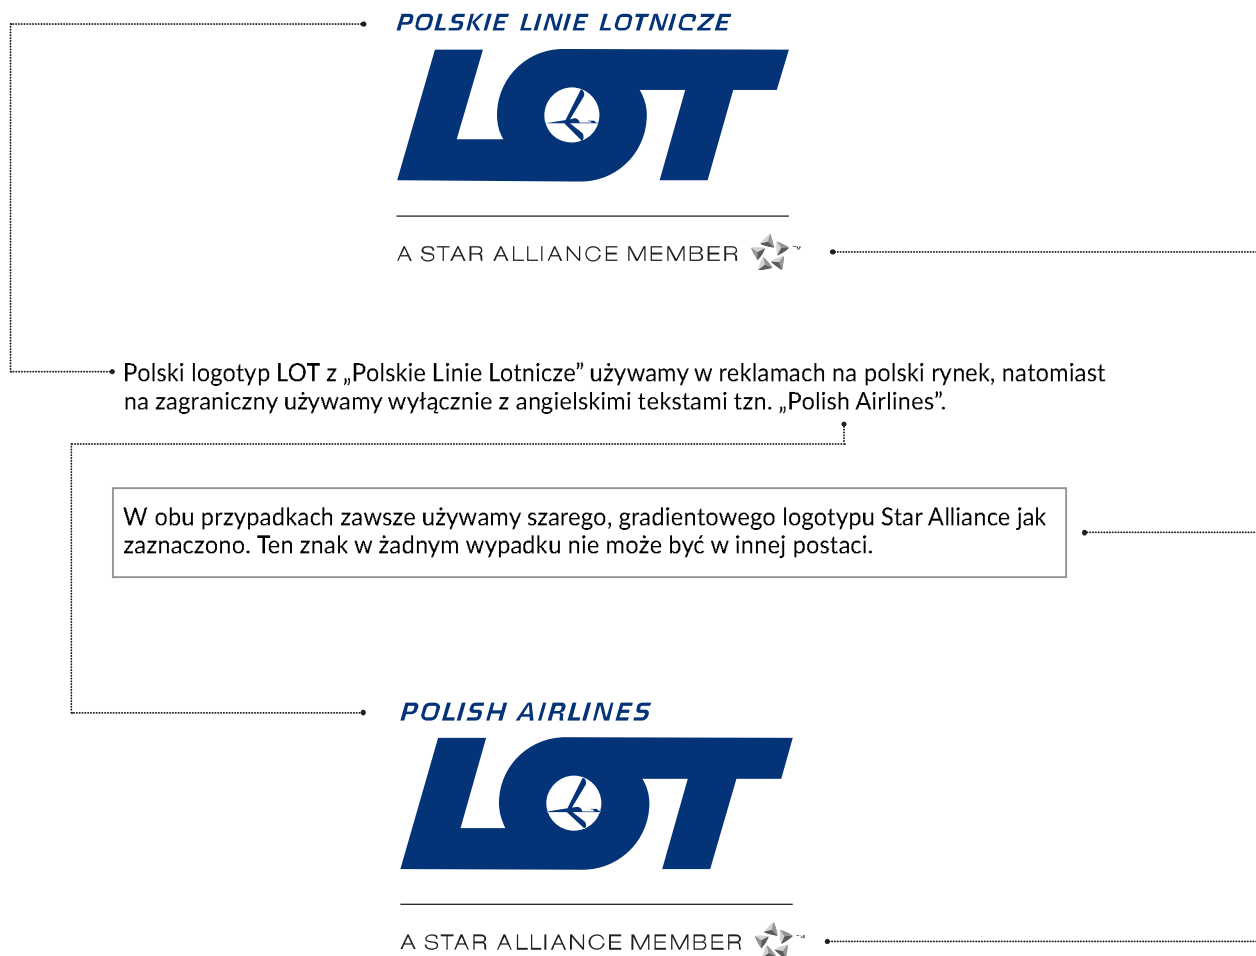 POLSKIE LINIE LOTNICZE
LOT
A STAR ALLIANCE MEMBER ™
Polski logotyp LOT z „Polskie Linie Lotnicze” używamy w reklamach na polski rynek, natomiast
na zagraniczny używamy wyłącznie z angielskimi tekstami tzn. „Polish Airlines”.
W obu przypadkach zawsze używamy szarego, gradientowego logotypu Star Alliance jak
zaznaczono. Ten znak w żadnym wypadku nie może być w innej postaci.
POLISH AIRLINES
LOT
A STAR ALLIANCE MEMBER ™